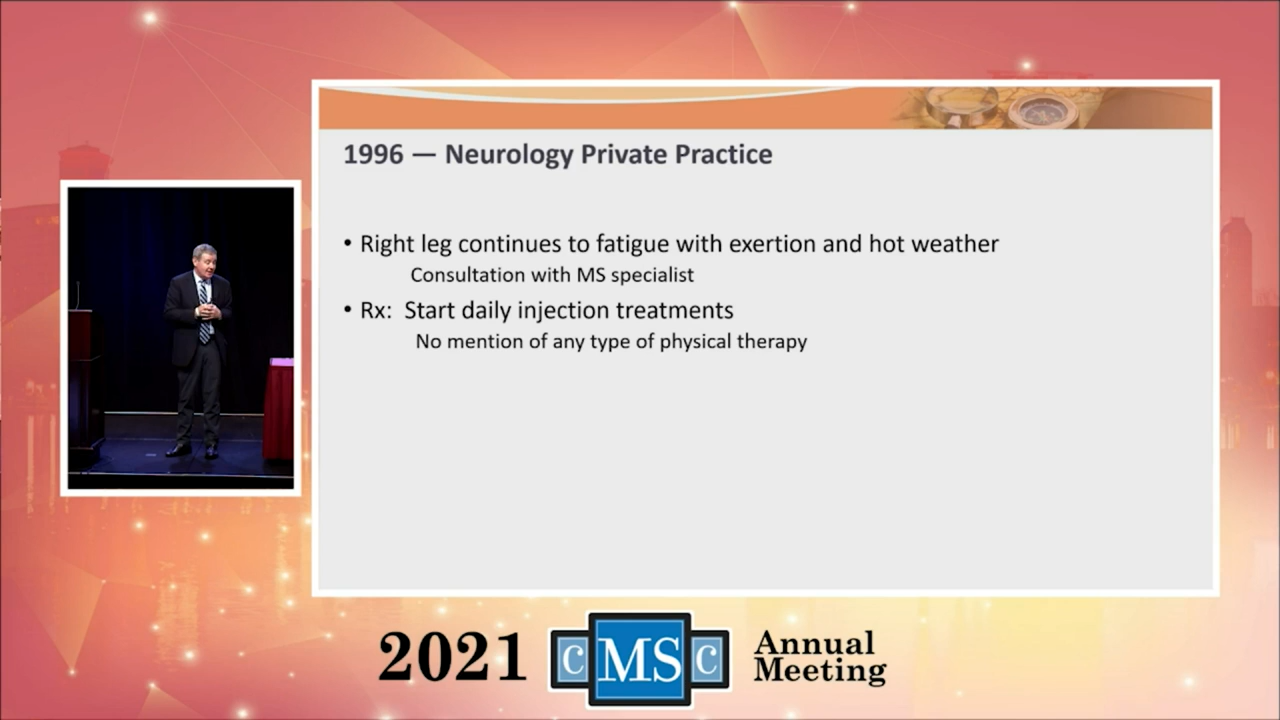 1996 — Neurology Private Practice
• Right leg continues to fatigue with exertion and hot weather
Consultation with MS specialist
• Rx: Start daily injection treatments
No mention of any type of physical therapy
2021 CMSC Annual
Meeting